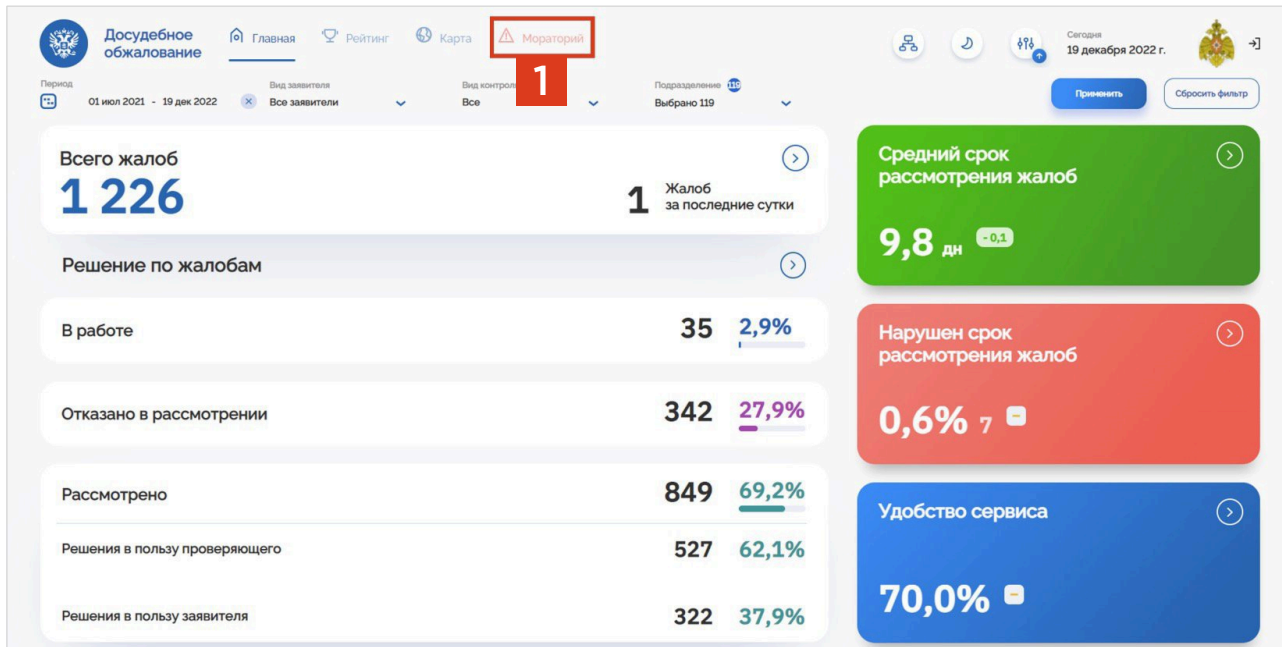 Досудебное
обжалование
Главная
Рейтинг
Карта
Мораторий
Сегодня
19 декабря 2022 г.
1
Период
01 июл 2021 - 19 дек 2022
Вид заявителя
Все заявители
Вид контрол
Все
Подразделение 119
Выбрано 119
Применить
Сбросить фильтр
Всего жалоб
1 226
1 Жалоб
за последние сутки
Решение по жалобам
В работе 35 2,9%
Отказано в рассмотрении 342 27,9%
Рассмотрено 849 69,2%
Решения в пользу проверяющего 527 62,1%
Решения в пользу заявителя 322 37,9%
Средний срок
рассмотрения жалоб
9,8 дн - 0,1
Нарушен срок
рассмотрения жалоб
0,6% 7 –
Удобство сервиса
70,0% –